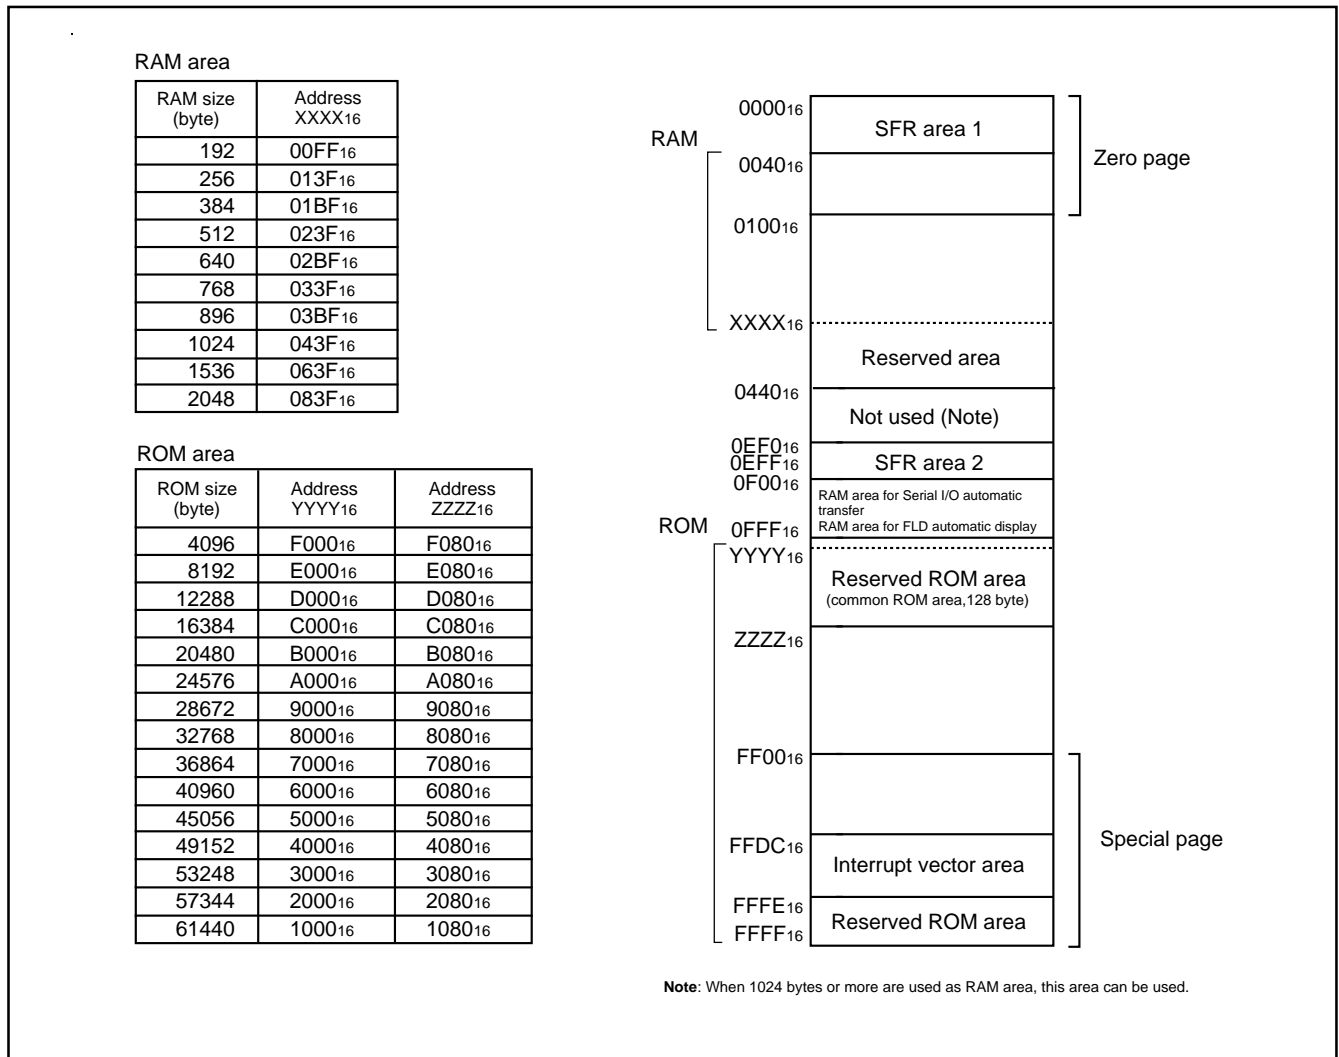 RAM area
RAM size (byte) Address XXXX16
192 00FF16
256 013F16
384 01BF16
512 023F16
640 02BF16
768 033F16
896 03BF16
1024 043F16
1536 063F16
2048 083F16
ROM area
ROM size (byte) Address YYYY16 Address ZZZZ16
4096 F00016 F08016
8192 E00016 E08016
12288 D00016 D08016
16384 C00016 C08016
20480 B00016 B08016
24576 A00016 A08016
28672 900016 908016
32768 800016 808016
36864 700016 708016
40960 600016 608016
45056 500016 508016
49152 400016 408016
53248 300016 308016
57344 200016 208016
61440 100016 108016
000016
SFR area 1
RAM
004016
Zero page
010016
XXXX16
Reserved area
044016
Not used (Note)
0EF016
0EFF16
SFR area 2
0F0016
RAM area for Serial I/O automatic
transfer
RAM area for FLD automatic display
ROM
0FFF16
YYYY16
Reserved ROM area
(common ROM area,128 byte)
ZZZZ16
FF0016
Special page
FFDC16
Interrupt vector area
FFFE16
Reserved ROM area
FFFF16
Note: When 1024 bytes or more are used as RAM area, this area can be used.